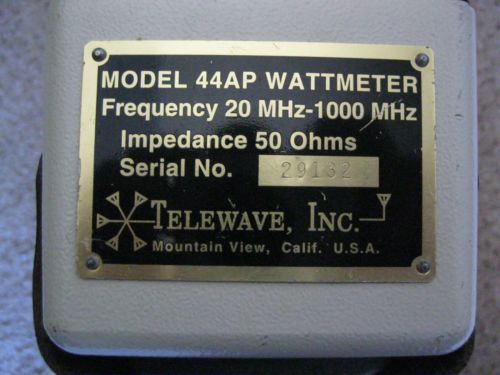 MODEL 44AP WATTMETER
Frequency 20 MHz-1000 MHz
Impedance 50 Ohms
Serial No. 29132
TELEWAVE, INC.
Mountain View, Calif. U.S.A.